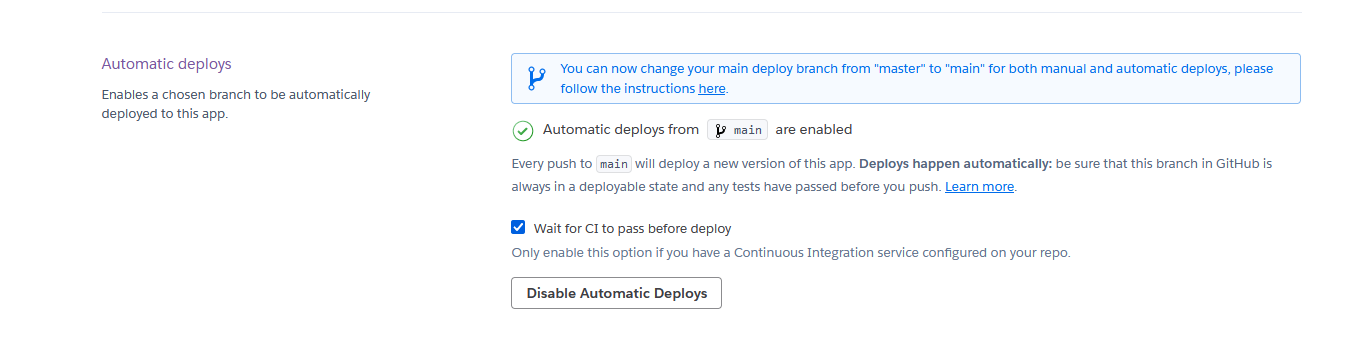 Automatic deploys
Enables a chosen branch to be automatically
deployed to this app.
You can now change your main deploy branch from "master" to "main" for both manual and automatic deploys, please
follow the instructions here.
Automatic deploys from main are enabled
Every push to main will deploy a new version of this app. Deploys happen automatically: be sure that this branch in GitHub is
always in a deployable state and any tests have passed before you push. Learn more.
Wait for CI to pass before deploy
Only enable this option if you have a Continuous Integration service configured on your repo.
Disable Automatic Deploys